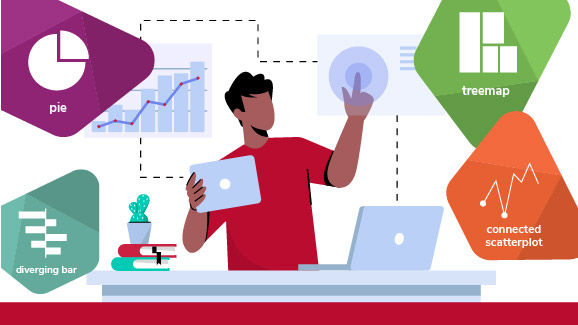 pie
treemap
diverging bar
connected
scatterplot